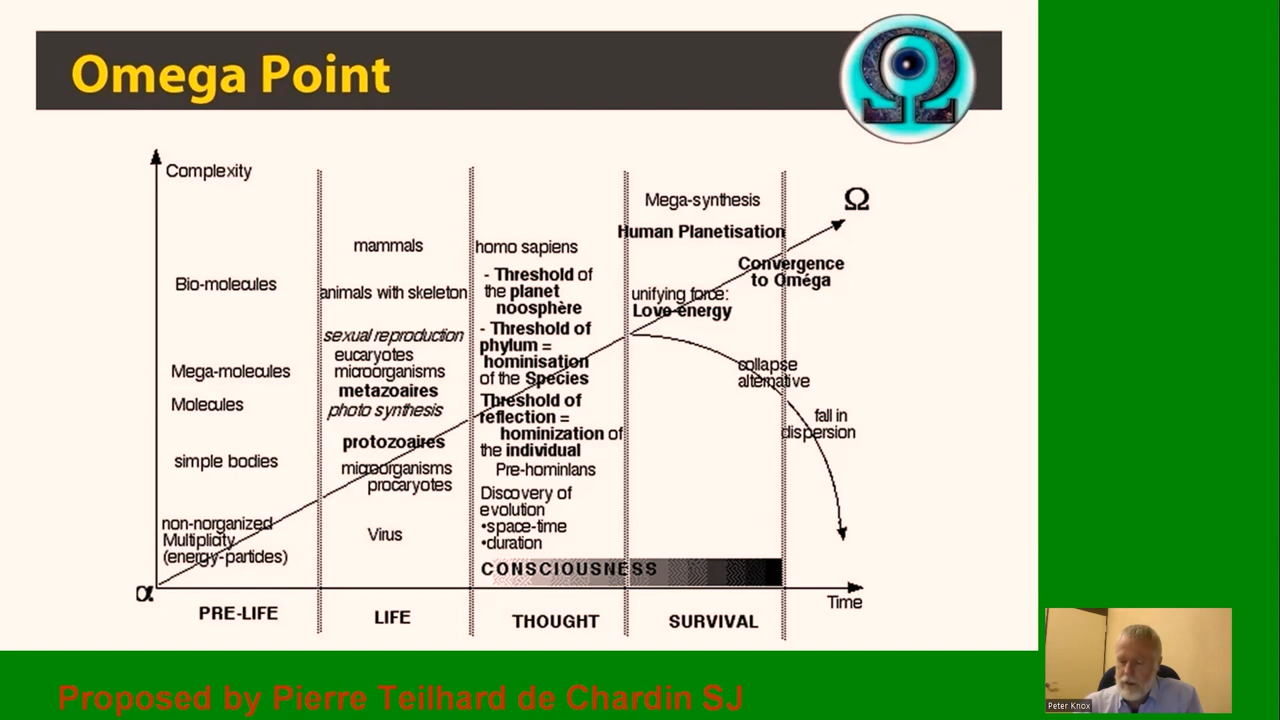 Omega Point
Ω
Complexity
Bio-molecules
Mega-molecules
Molecules
simple bodies
non-norganized
Multiplicity
(energy-partides)
α
PRE-LIFE
mammals
animals with skeleton
sexual reproduction
eucaryotes
microorganisms
metazoaires
photo synthesis
protozoaires
microorganisms
procaryotes
Virus
LIFE
homo sapiens
- Threshold of
the planet
noosphère
- Threshold of
phylum =
hominisation
of the Species
Threshold of
reflection =
hominization of
the individual
Pre-hominlans
Discovery of
evolution
•space-time
•duration
CONSCIOUSNESS
THOUGHT
Mega-synthesis
Human Planetisation
unifying force:
Love-energy
SURVIVAL
Ω
Convergence
to Oméga
collapse
alternative
fall in
dispersion
Time
Proposed by Pierre Teilhard de Chardin SJ
Peter Knox